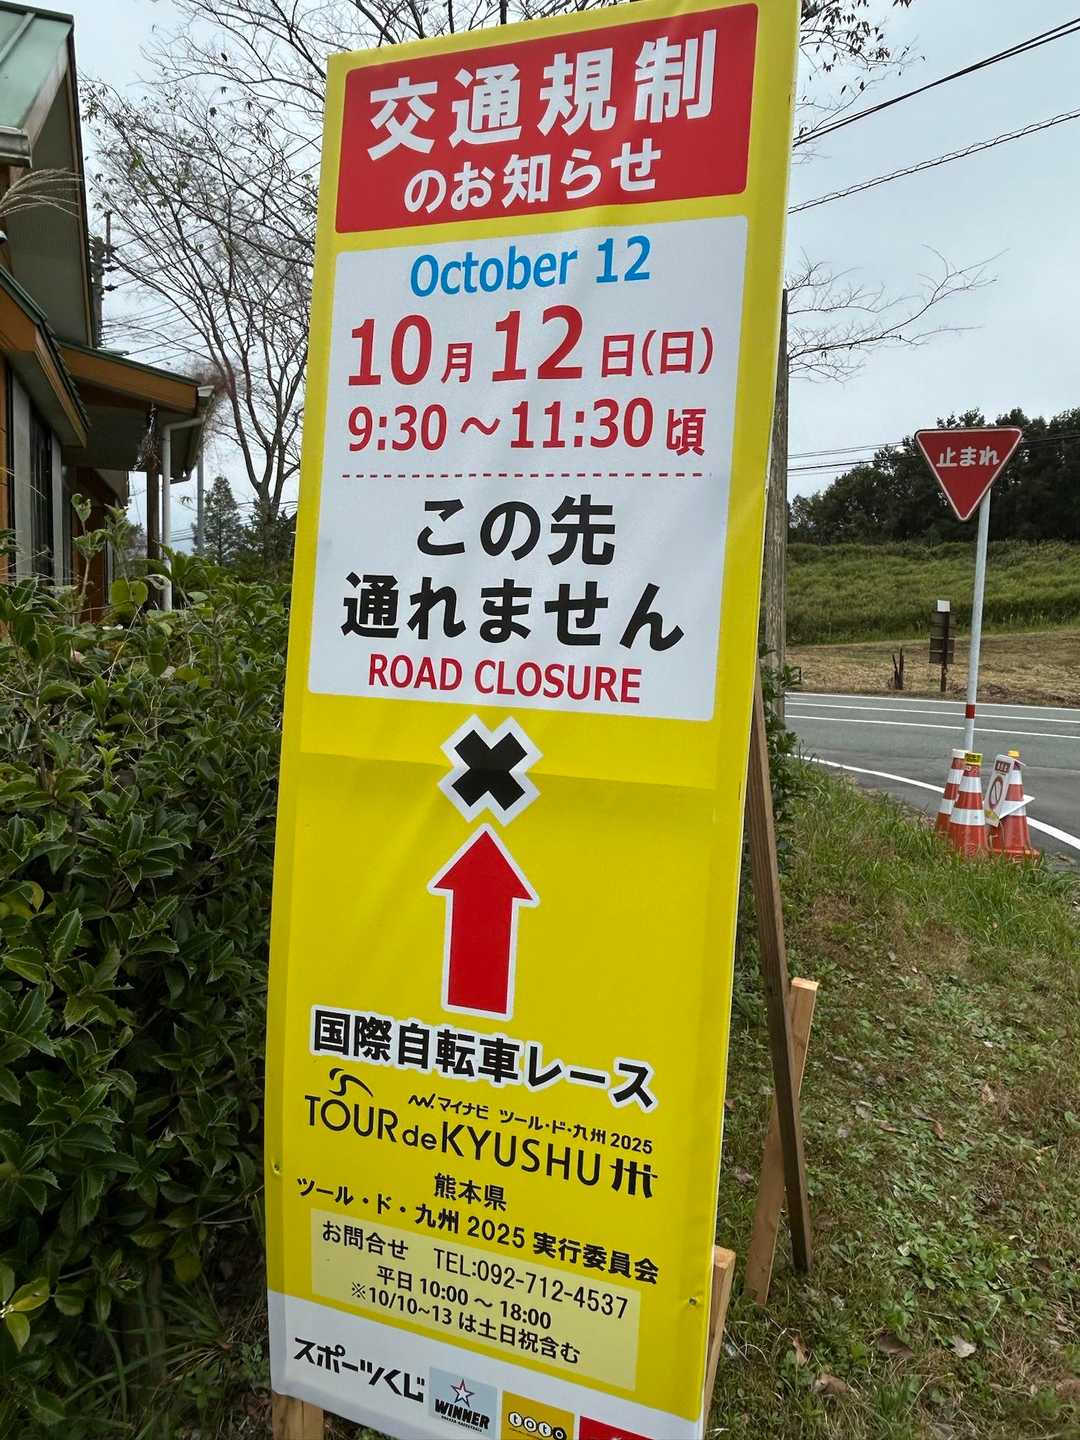 交通規制
のお知らせ
October 12
10月12日(日)
9:30～11:30頃
この先
通れません
ROAD CLOSURE
国際自転車レース
マイナビ ツール・ド・九州 2025
TOUR de KYUSHU
熊本県
ツール・ド・九州 2025 実行委員会
お問合せ TEL:092-712-4537
平日 10:00 ～ 18:00
※10/10~13 は土日祝含む
スポーツくじ
WINNER
toto
止まれ